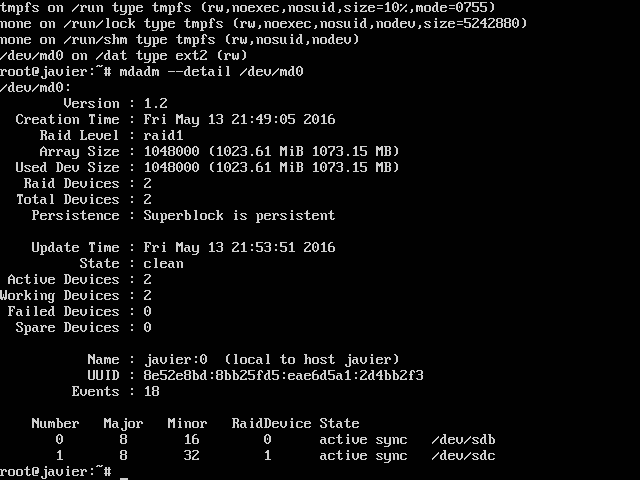 tmpfs on /run type tmpfs (rw,noexec,nosuid,size=10%,mode=0755)
none on /run/lock type tmpfs (rw,noexec,nosuid,nodev,size=5242880)
none on /run/shm type tmpfs (rw,nosuid,nodev)
/dev/md0 on /dat type ext2 (rw)
root@javier:~# mdadm --detail /dev/md0
/dev/md0:
Version : 1.2
Creation Time : Fri May 13 21:49:05 2016
Raid Level : raid1
Array Size : 1048000 (1023.61 MiB 1073.15 MB)
Used Dev Size : 1048000 (1023.61 MiB 1073.15 MB)
Raid Devices : 2
Total Devices : 2
Persistence : Superblock is persistent
Update Time : Fri May 13 21:53:51 2016
State : clean
Active Devices : 2
Working Devices : 2
Failed Devices : 0
Spare Devices : 0
Name : javier:0  (local to host javier)
UUID : 8e52e8bd:8bb25fd5:eae6d5a1:2d4bb2f3
Events : 18
Number   Major   Minor   RaidDevice State
0       8       16        0      active sync   /dev/sdb
1       8       32        1      active sync   /dev/sdc
root@javier:~# _